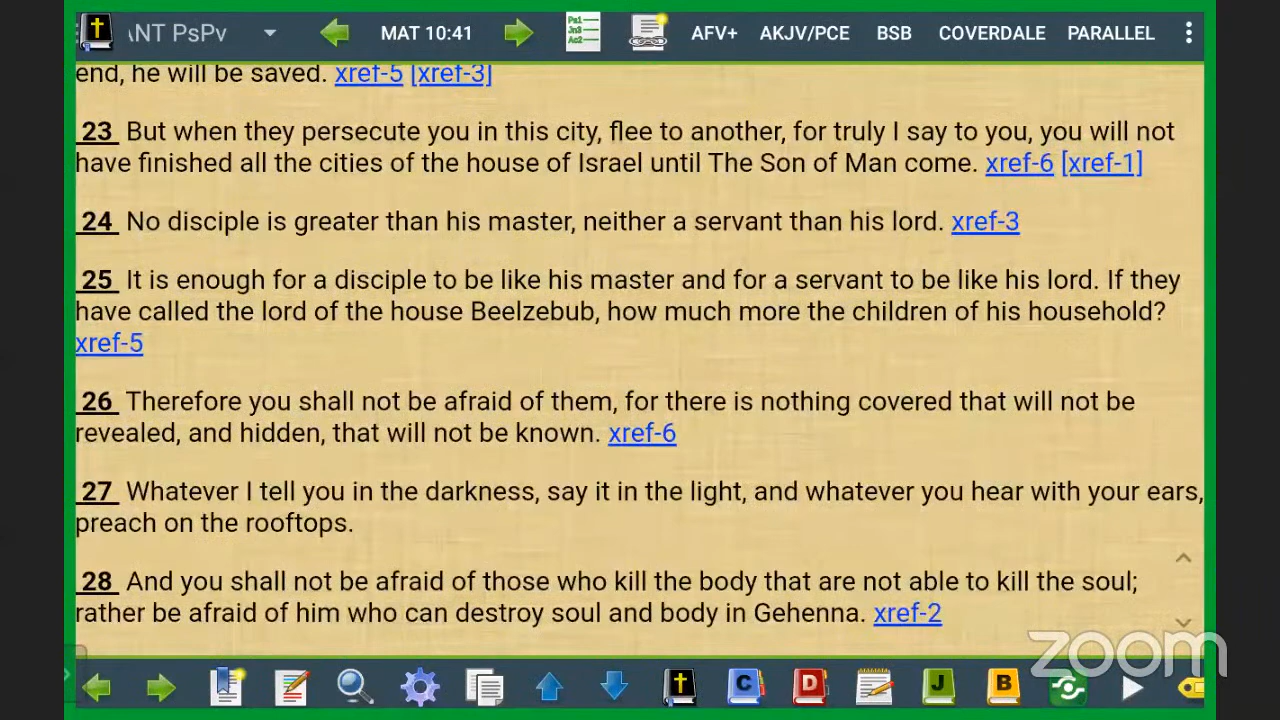 ANT PsPv MAT 10:41 Ps1 Jn3 Ac2 AFV+ AKJV/PCE BSB COVERDALE PARALLEL
end, he will be saved. xref-5 [xref-3]
23 But when they persecute you in this city, flee to another, for truly I say to you, you will not
have finished all the cities of the house of Israel until The Son of Man come. xref-6 [xref-1]
24 No disciple is greater than his master, neither a servant than his lord. xref-3
25 It is enough for a disciple to be like his master and for a servant to be like his lord. If they
have called the lord of the house Beelzebub, how much more the children of his household?
xref-5
26 Therefore you shall not be afraid of them, for there is nothing covered that will not be
revealed, and hidden, that will not be known. xref-6
27 Whatever I tell you in the darkness, say it in the light, and whatever you hear with your ears,
preach on the rooftops.
28 And you shall not be afraid of those who kill the body that are not able to kill the soul;
rather be afraid of him who can destroy soul and body in Gehenna. xref-2
zoom
C D J B